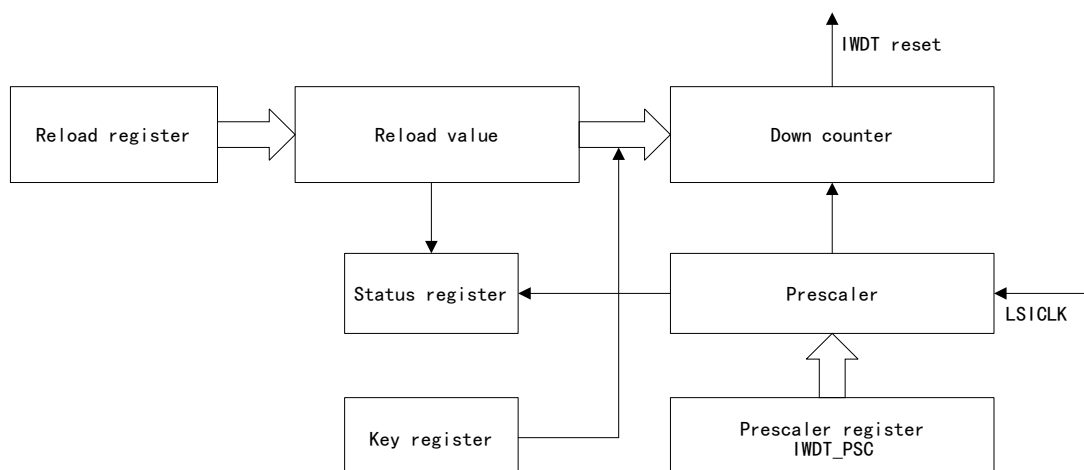 IWDT reset
Reload register
Reload value
Down counter
Status register
Prescaler
LSICLK
Key register
Prescaler register
IWDT_PSC